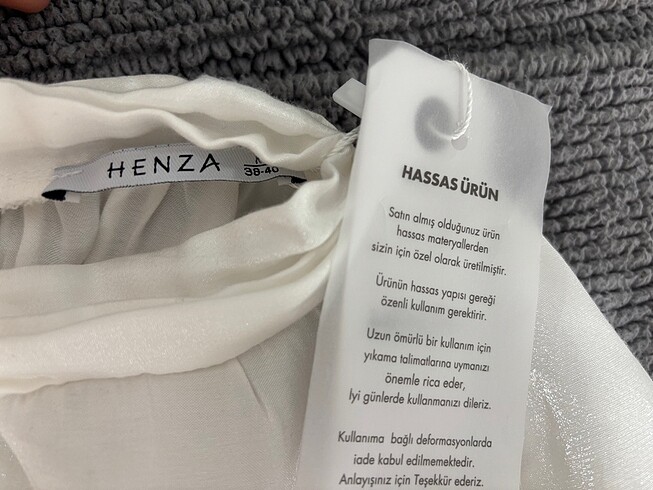 HENZA
38-40
HASSAS ÜRÜN
Satın almış olduğunuz ürün
hassas materyallerden
sizin için özel olarak üretilmiştir.
Ürünün hassas yapısı gereği
özenli kullanım gerektirir.
Uzun ömürlü bir kullanım için
yıkama talimatlarına uymanızı
önemle rica eder,
İyi günlerde kullanmanızı dileriz.
Kullanıma bağlı deformasyonlarda
iade kabul edilmemektedir.
Anlayışınız için Teşekkür ederiz.